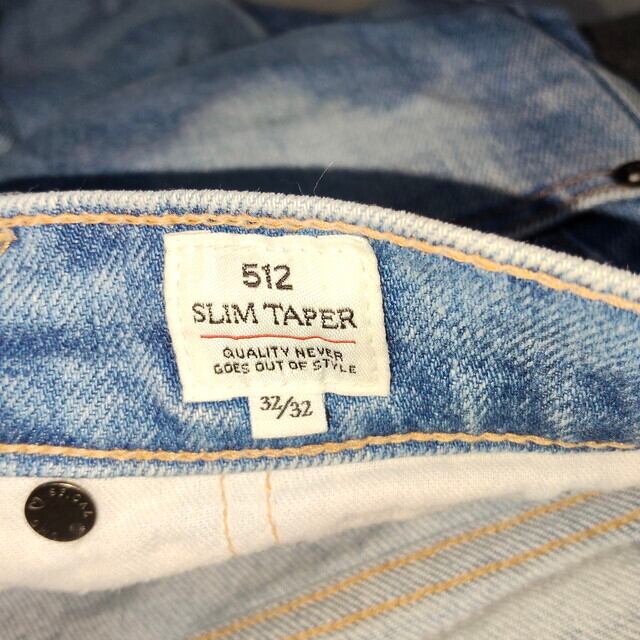 512
SLIM TAPER
QUALITY NEVER
GOES OUT OF STYLE
32/32